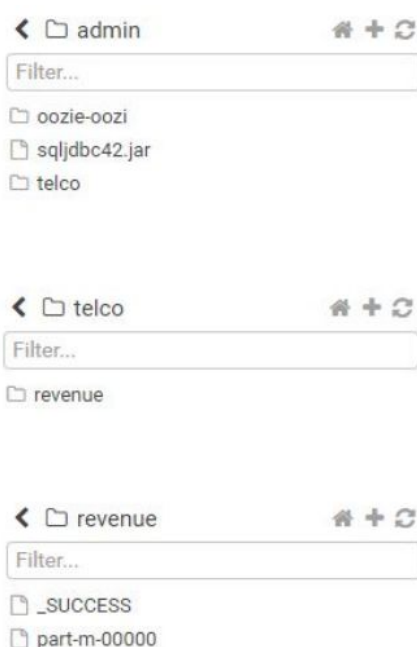 admin
Filter...
oozie-oozi
sqljdbc42.jar
telco
telco
Filter...
revenue
revenue
Filter...
_SUCCESS
part-m-00000